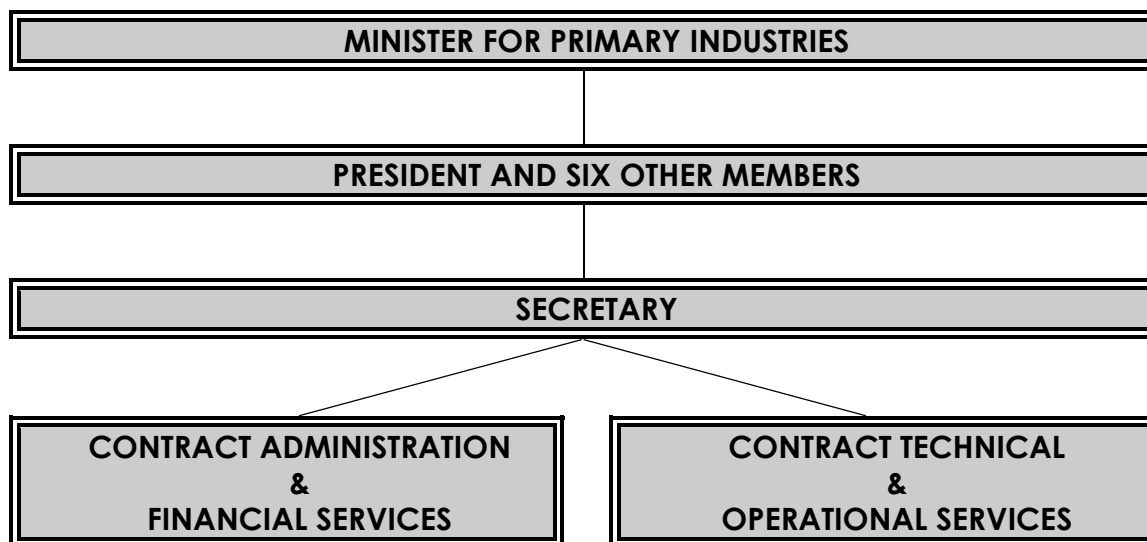 MINISTER FOR PRIMARY INDUSTRIES
PRESIDENT AND SIX OTHER MEMBERS
SECRETARY
CONTRACT ADMINISTRATION
&
FINANCIAL SERVICES
CONTRACT TECHNICAL
&
OPERATIONAL SERVICES